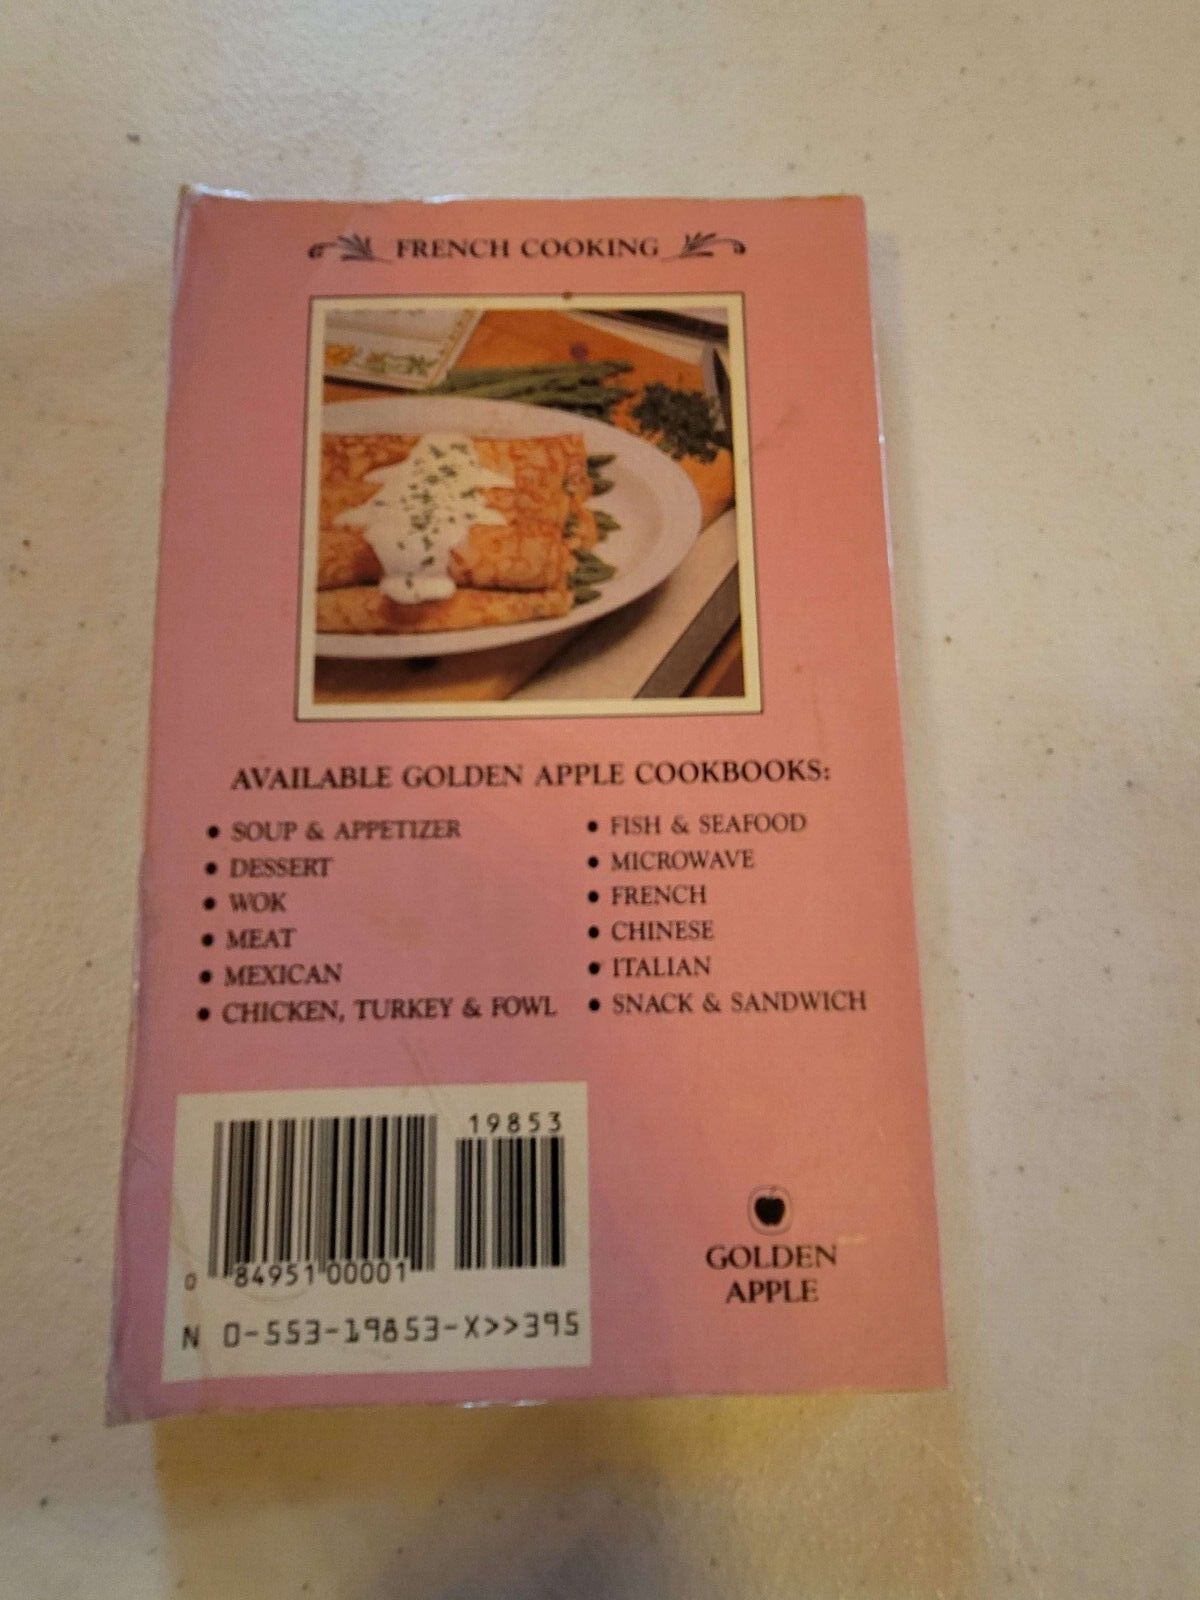 FRENCH COOKING
AVAILABLE GOLDEN APPLE COOKBOOKS:
• SOUP & APPETIZER
• DESSERT
• WOK
• MEAT
• MEXICAN
• CHICKEN, TURKEY & FOWL
• FISH & SEAFOOD
• MICROWAVE
• FRENCH
• CHINESE
• ITALIAN
• SNACK & SANDWICH
19853
0 84951 00001
N 0-553-19853-X>>395
GOLDEN
APPLE